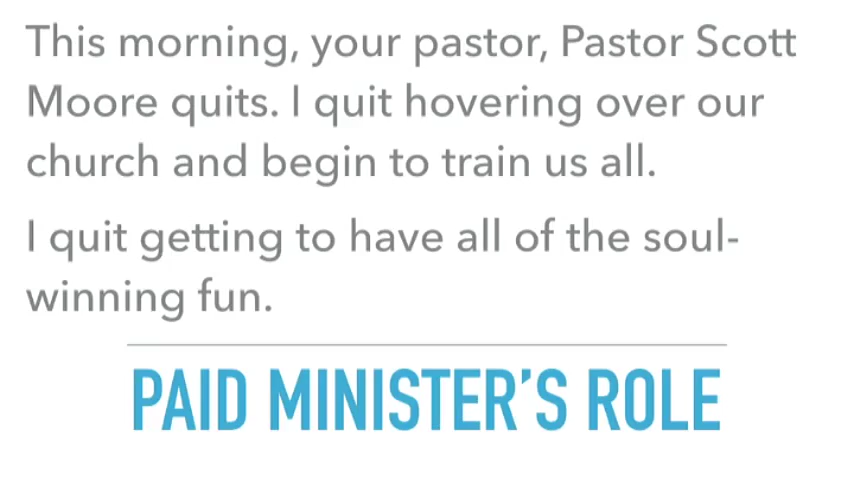 This morning, your pastor, Pastor Scott
Moore quits. I quit hovering over our
church and begin to train us all.
I quit getting to have all of the soul-
winning fun.
PAID MINISTER’S ROLE